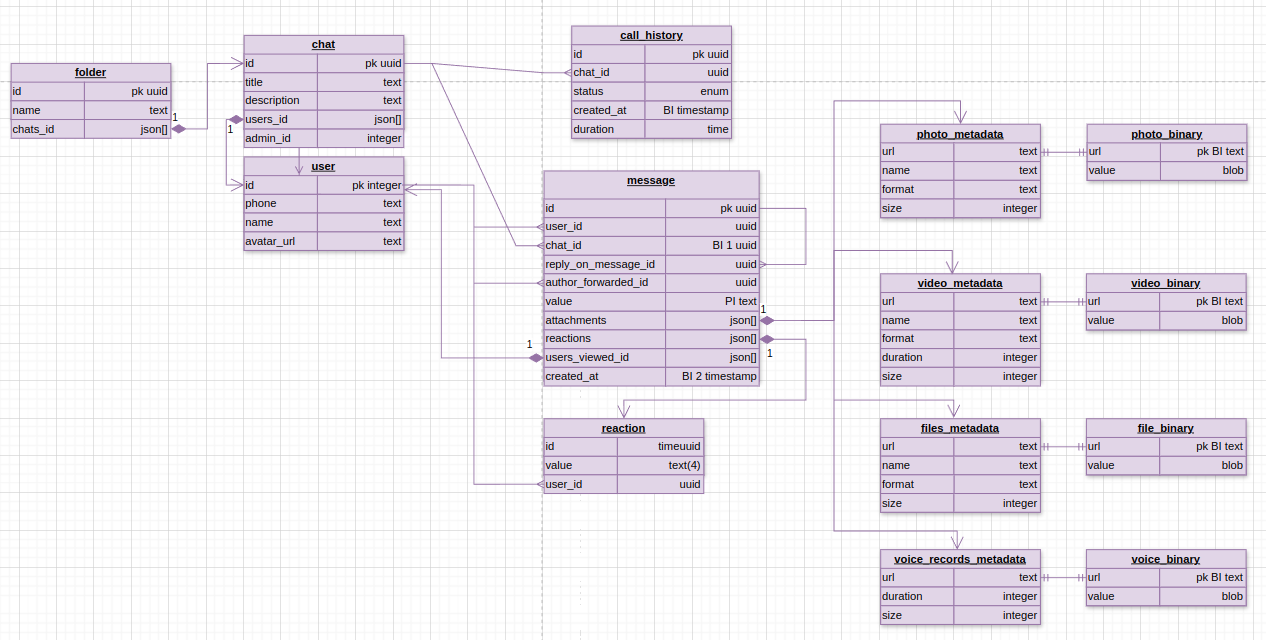 folder
id pk uuid
name text
chats_id json[]
1
chat
id pk uuid
title text
description text
users_id json[]
admin_id integer
1
user
id pk integer
phone text
name text
avatar_url text
call_history
id pk uuid
chat_id uuid
status enum
created_at BI timestamp
duration time
message
id pk uuid
user_id uuid
chat_id BI 1 uuid
reply_on_message_id uuid
author_forwarded_id uuid
value PI text
attachments json[]
reactions json[]
users_viewed_id json[]
created_at BI 2 timestamp
1
1
1
reaction
id timeuuid
value text(4)
user_id uuid
photo_metadata
url text
name text
format text
size integer
photo_binary
url pk BI text
value blob
video_metadata
url text
name text
format text
duration integer
size integer
video_binary
url pk BI text
value blob
files_metadata
url text
name text
format text
size integer
file_binary
url pk BI text
value blob
voice_records_metadata
url text
duration integer
size integer
voice_binary
url pk BI text
value blob